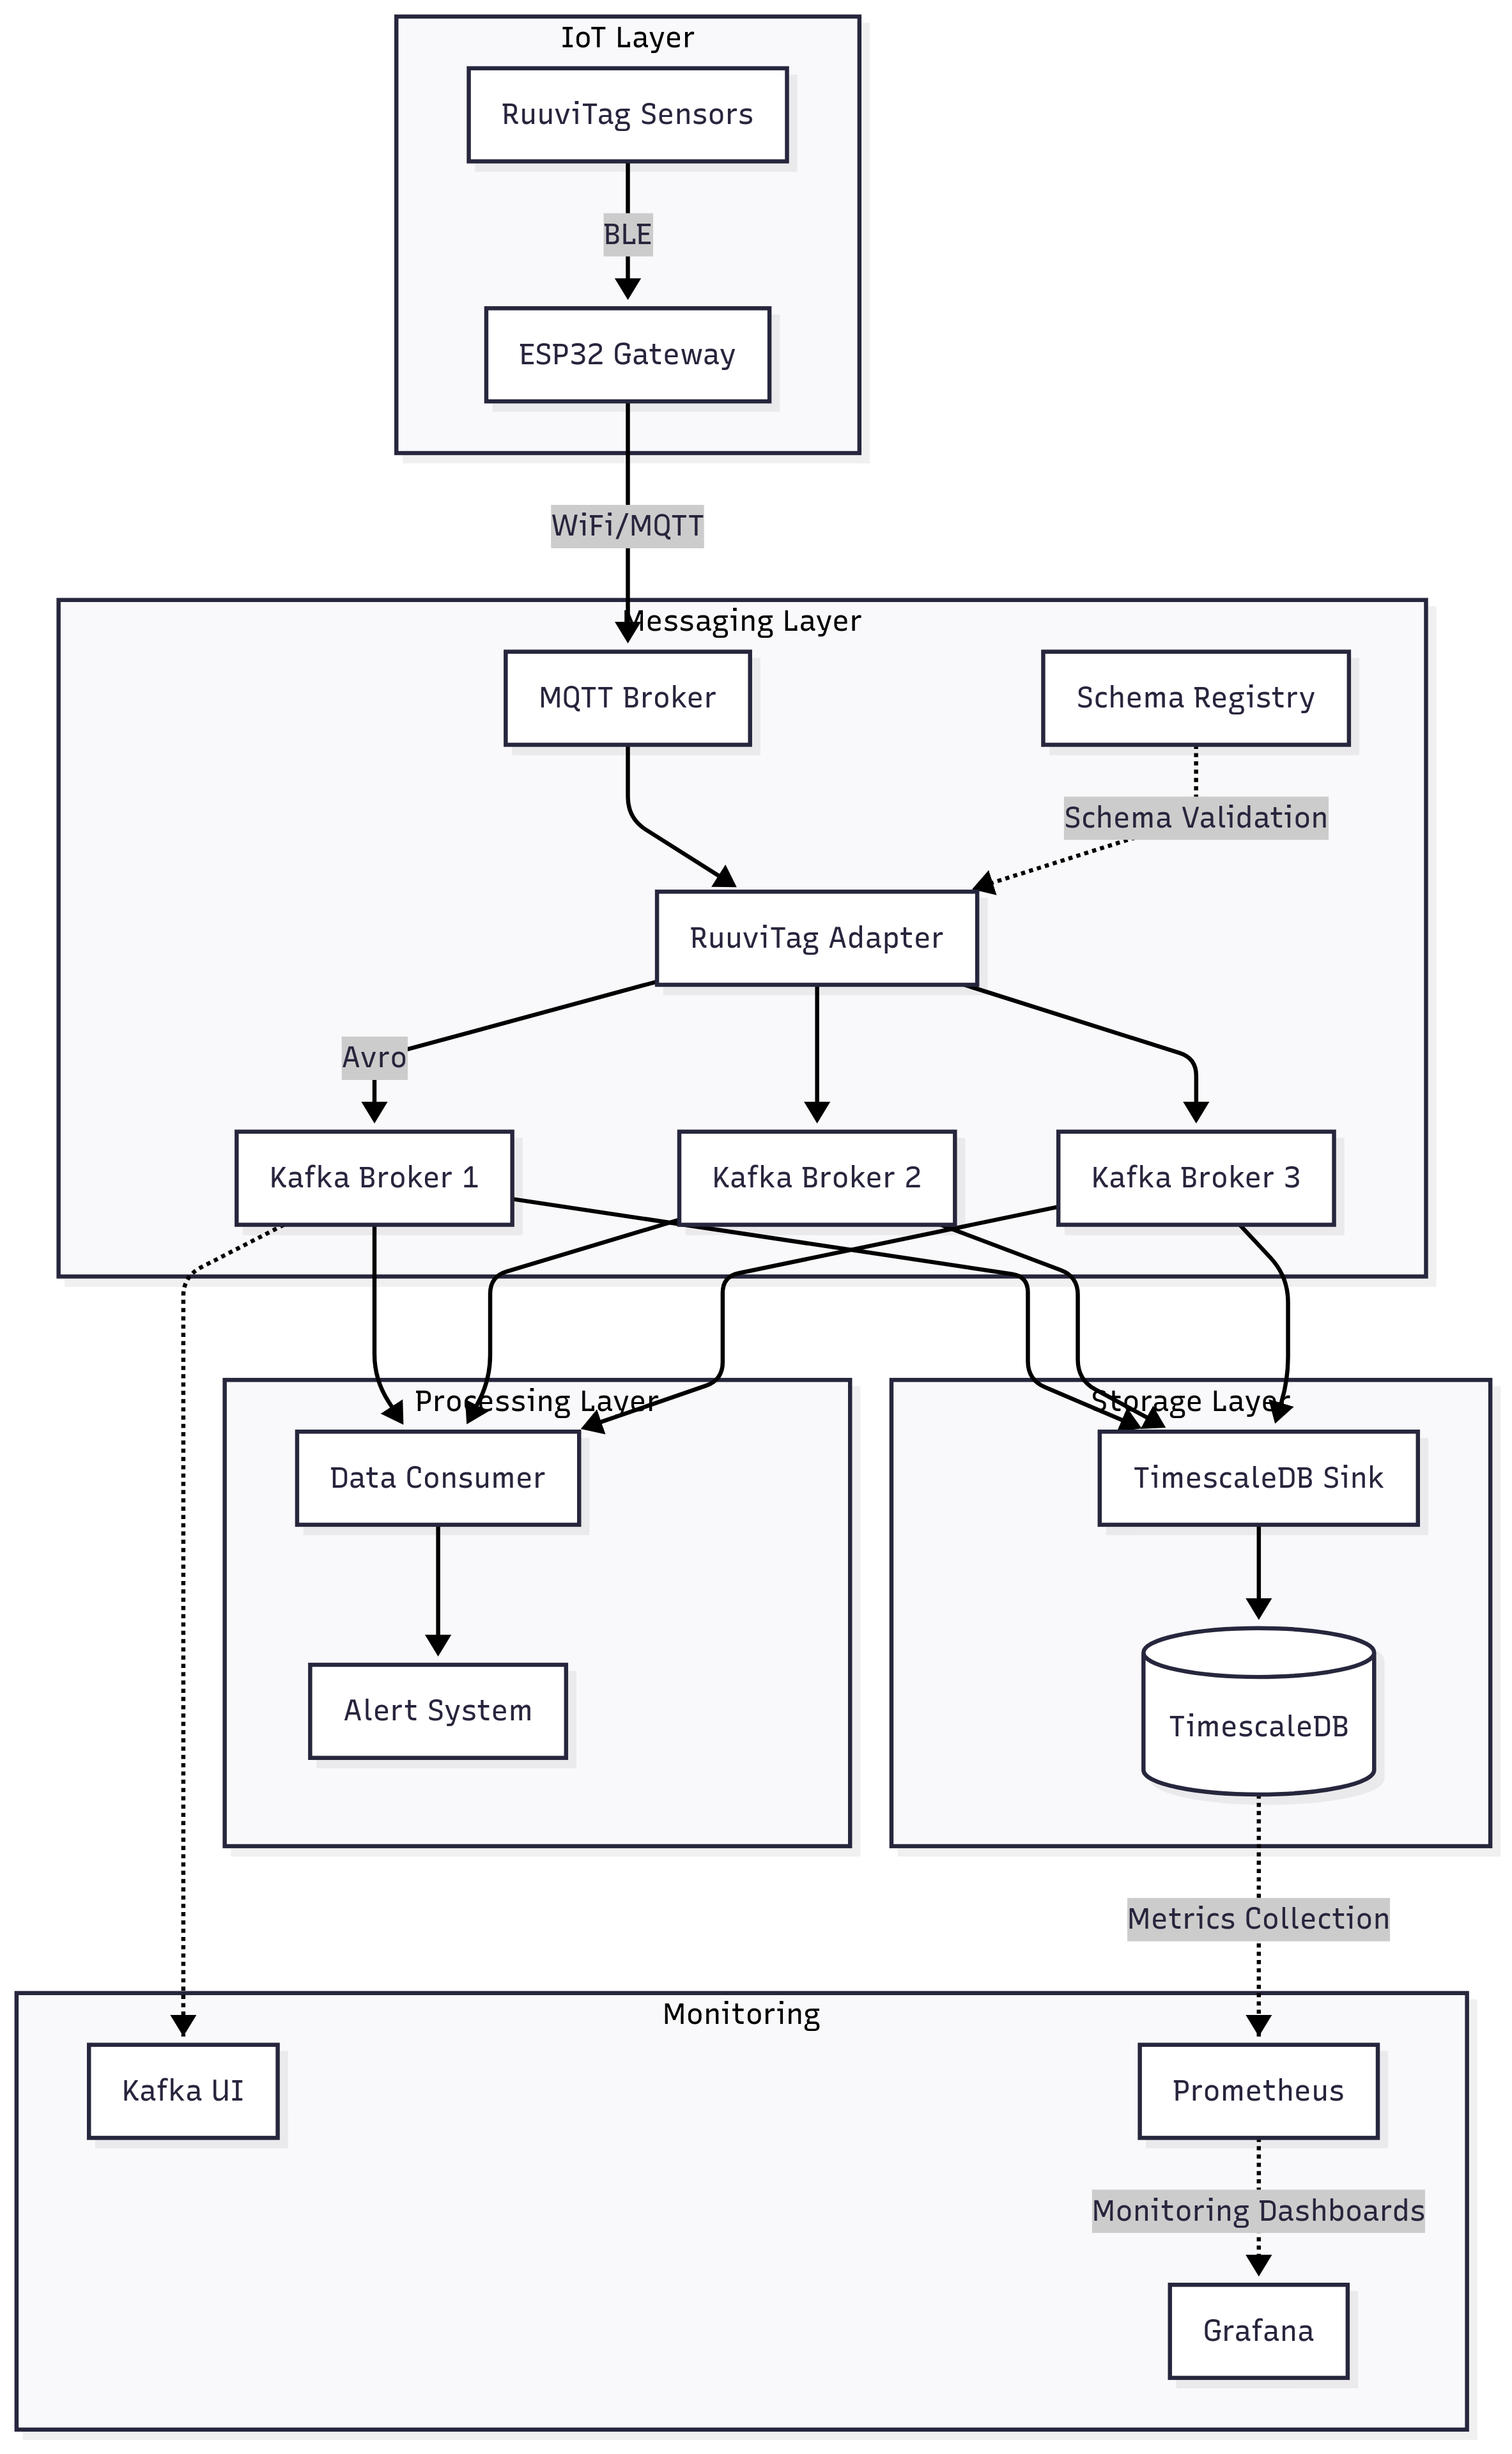 IoT Layer
RuuviTag Sensors
BLE
ESP32 Gateway
WiFi/MQTT
Messaging Layer
MQTT Broker
Schema Registry
Schema Validation
RuuviTag Adapter
Avro
Kafka Broker 1
Kafka Broker 2
Kafka Broker 3
Processing Layer
Storage Layer
Data Consumer
TimescaleDB Sink
Alert System
TimescaleDB
Metrics Collection
Monitoring
Kafka UI
Prometheus
Monitoring Dashboards
Grafana